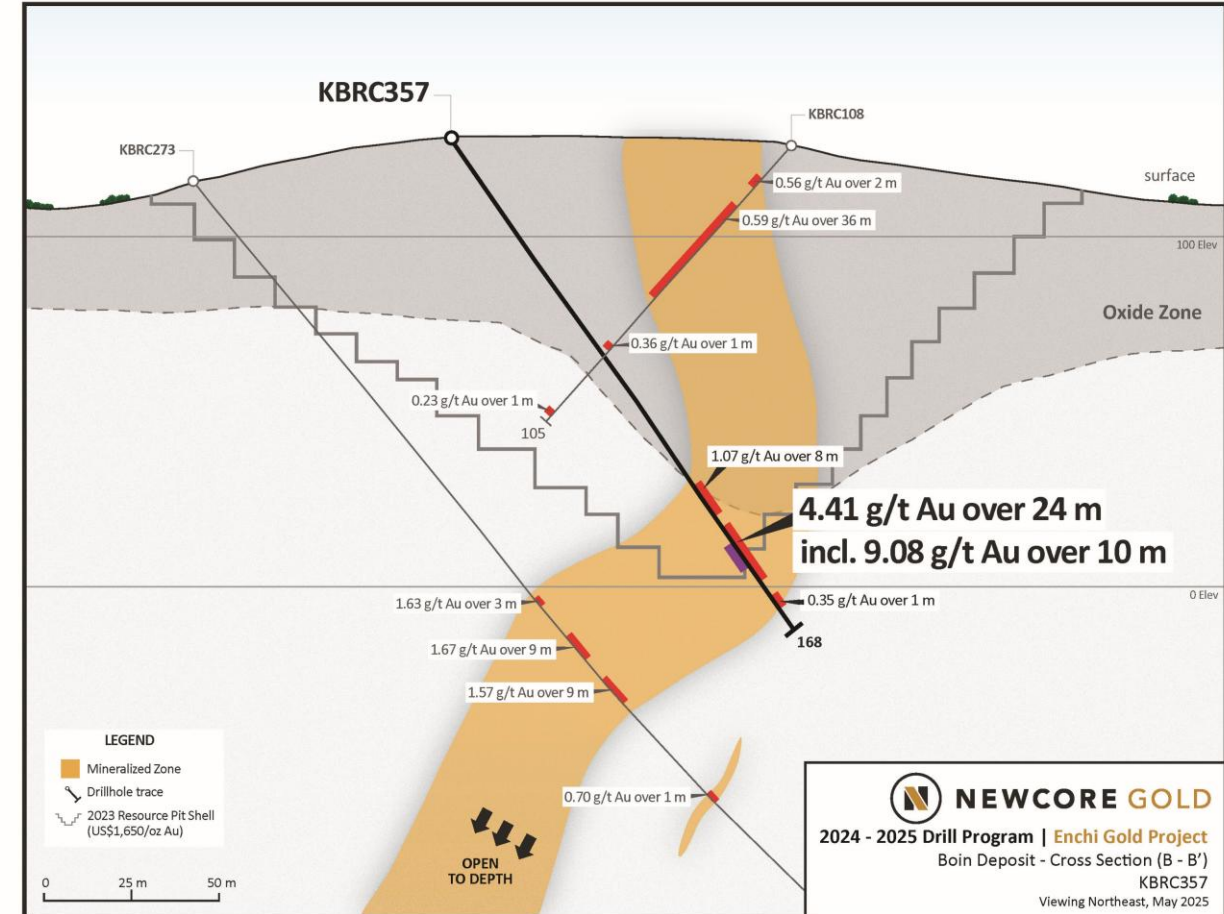 KBRC357
KBRC108
KBRC273
0.56 g/t Au over 2 m
surface
0.59 g/t Au over 36 m
100 Elev
Oxide Zone
0.36 g/t Au over 1 m
0.23 g/t Au over 1 m
105
1.07 g/t Au over 8 m
4.41 g/t Au over 24 m
incl. 9.08 g/t Au over 10 m
0 Elev
1.63 g/t Au over 3 m
0.35 g/t Au over 1 m
168
1.67 g/t Au over 9 m
1.57 g/t Au over 9 m
0.70 g/t Au over 1 m
OPEN
TO DEPTH
LEGEND
Mineralized Zone
Drillhole trace
2023 Resource Pit Shell
(US$1,650/oz Au)
0 25 m 50 m
N NEWCORE GOLD
2024 - 2025 Drill Program | Enchi Gold Project
Boin Deposit - Cross Section (B - B')
KBRC357
Viewing Northeast, May 2025